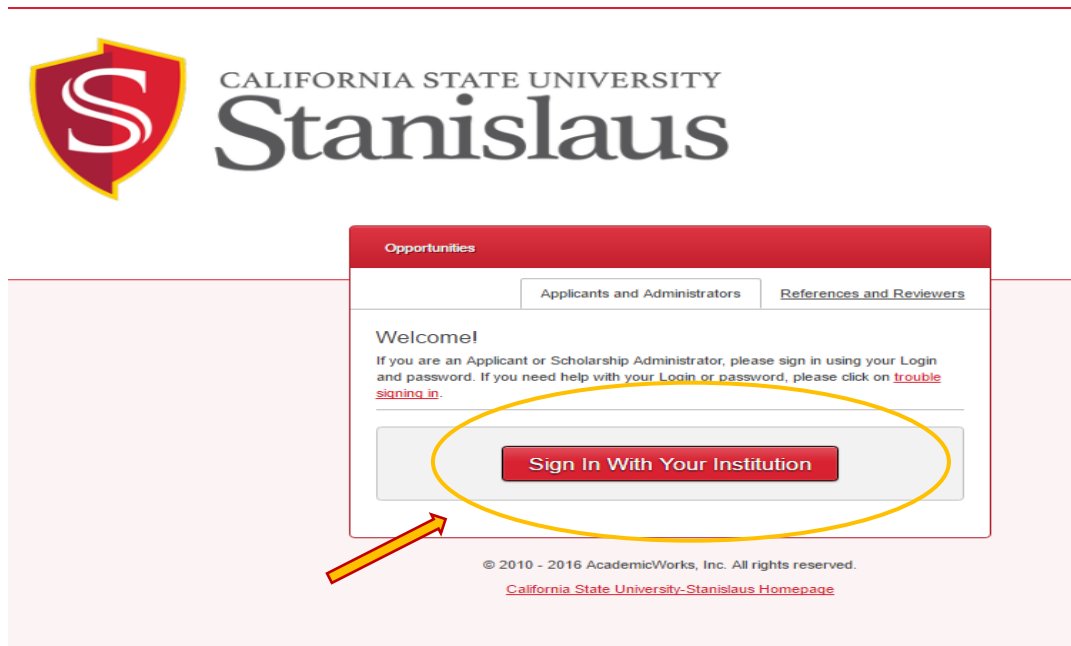 CALIFORNIA STATE UNIVERSITY
Stanislaus
Opportunities
Applicants and Administrators
References and Reviewers
Welcome!
If you are an Applicant or Scholarship Administrator, please sign in using your Login
and password. If you need help with your Login or password, please click on trouble
signing in.
Sign In With Your Institution
© 2010 - 2016 AcademicWorks, Inc. All rights reserved.
California State University-Stanislaus Homepage